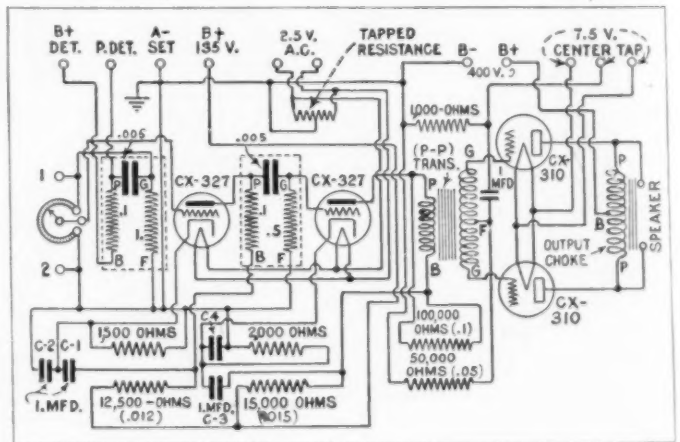 B+ DET.
P. DET.
A- SET
B+ 135 V.
2.5 V. A.C.
TAPPED RESISTANCE
B-
B+
400 V.
7.5 V. CENTER TAP
.005
.005
1,000-OHMS
1
2
P
G
.1
1.
B
F
CX-327
P
G
.1
.5
B
F
CX-327
(P-P) TRANS.
P
B
G
F
G
1 MFD
CX-310
CX-310
P
B
P
OUTPUT CHOKE
SPEAKER
C-2
C-1
1. MFD.
1500 OHMS
12,500-OHMS (.012)
C4
2,000 OHMS
1. MFD. C-3
15,000 OHMS (.015)
100,000 OHMS (.1)
50,000 OHMS (.05)